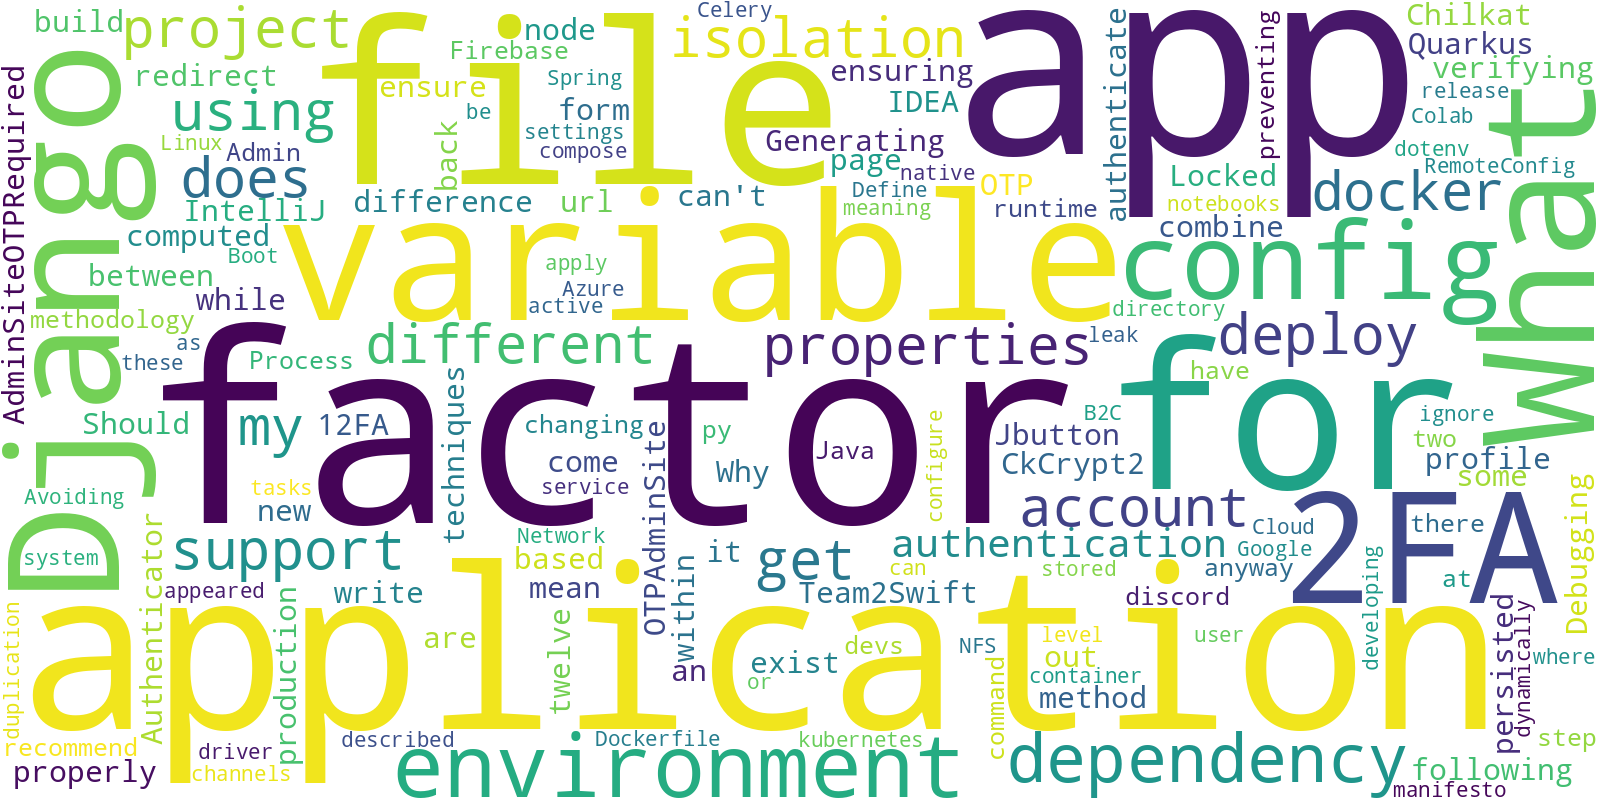 file
app
Django
what
variable
factor
for
application
2FA
config
environment
dependency
project
isolation
using
does
docker
deploy
different
properties
my
account
support
get
authentication
build
redirect
node
Celery
Firebase
Spring
ensure
form
be
settings
compose
back
Linux
Admin
IntelliJ
difference
url
can't
computed
Boot
between
while
methodology
as
these
Process
apply
Azure
active
ensuring
IDEA
Generating
page
native
Define
meaning
OTP
runtime
authenticate
preventing
Chilkat
Quarkus
verifying
release
Colab
dotenv
RemoteConfig
Locked
notebooks
combine
directory
leak
have
AdminSiteOTPRequired
Should
12FA
techniques
changing
come
service
py
Why
Java
Jbutton
CkCrypt2
configure
B2C
ignore
two
profile
some
Avoiding
tasks
new
system
Authenticator
Network
based
mean
OTPAdminSite
within
it
an
Team2Swift
can
stored
Cloud
Google
anyway
there
at
developing
Debugging
discord
appeared
production
write
are
twelve
exist
or
devs
NFS
level
out
container
method
command
user
persisted
dynamically
where
duplication
recommend
properly
driver
channels
described
Dockerfile
kubernetes
step
following
manifesto